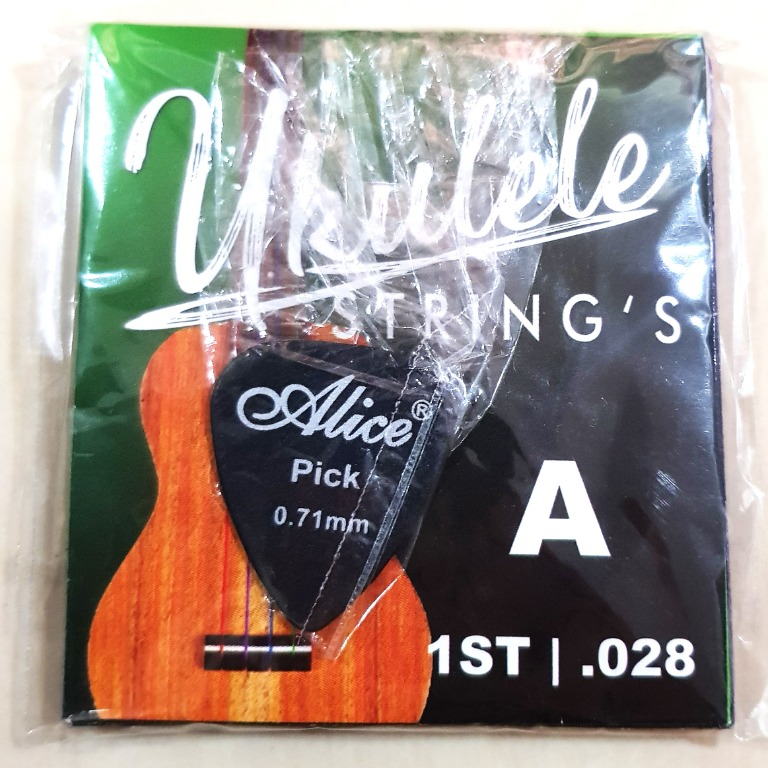 Ukulele
STRING'S
Alice®
Pick
0.71mm
A
1ST | .028